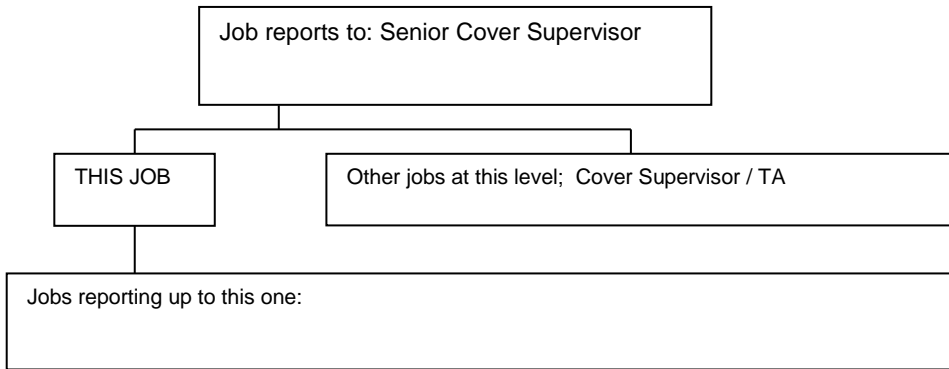 Job reports to: Senior Cover Supervisor
THIS JOB
Other jobs at this level;  Cover Supervisor / TA
Jobs reporting up to this one: